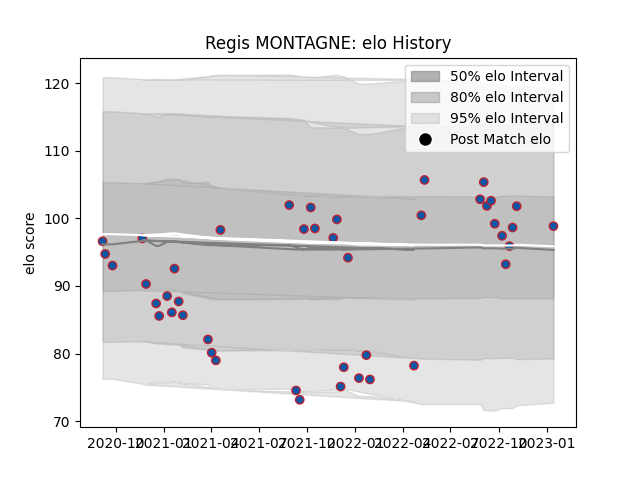 Regis MONTAGNE: elo History
50% elo Interval
80% elo Interval
95% elo Interval
Post Match elo
elo score
120
110
100
90
80
70
2020-10 2021-01 2021-04 2021-07 2021-10 2022-01 2022-04 2022-07 2022-10 2023-01